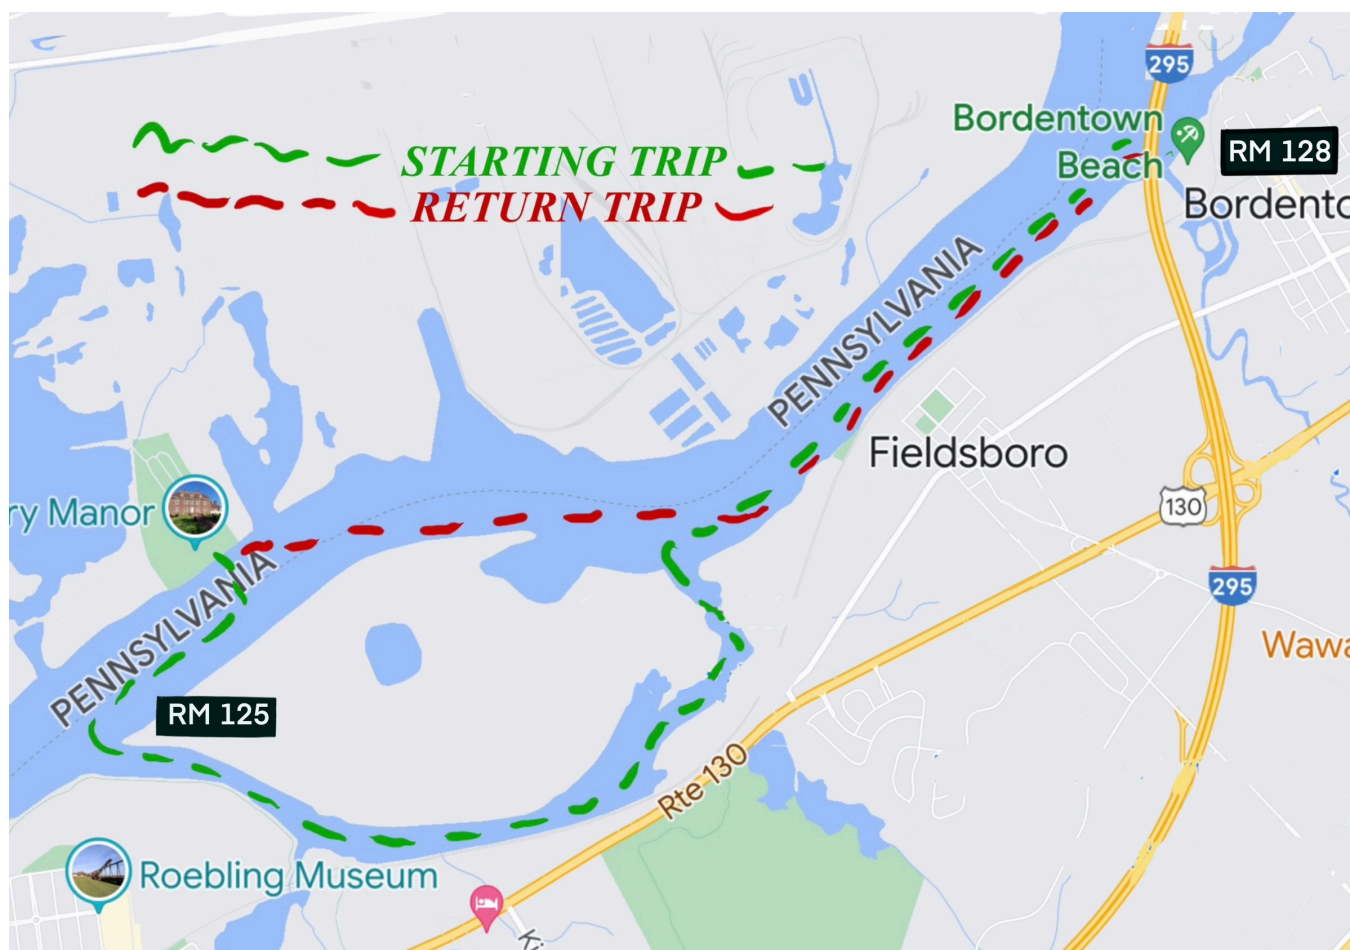 295
Bordentown
Beach
RM 128
Bordento
STARTING TRIP
RETURN TRIP
PENNSYLVANIA
PENNSYLVANIA
Fieldsboro
130
295
ry Manor
Wawa
RM 125
Rte 130
Roebling Museum
Ki